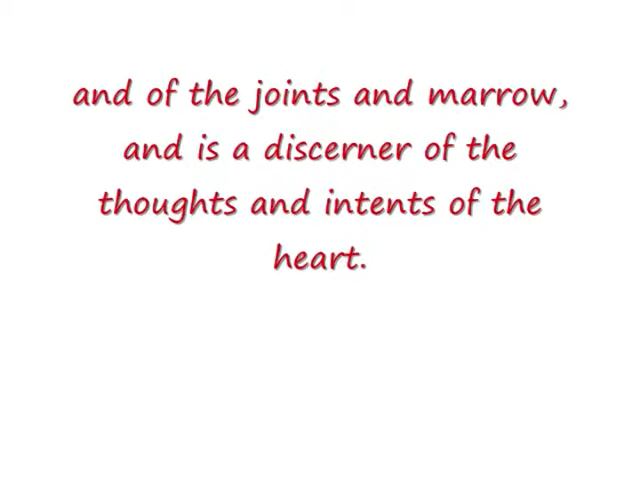 and of the joints and marrow,
and is a discerner of the
thoughts and intents of the
heart.